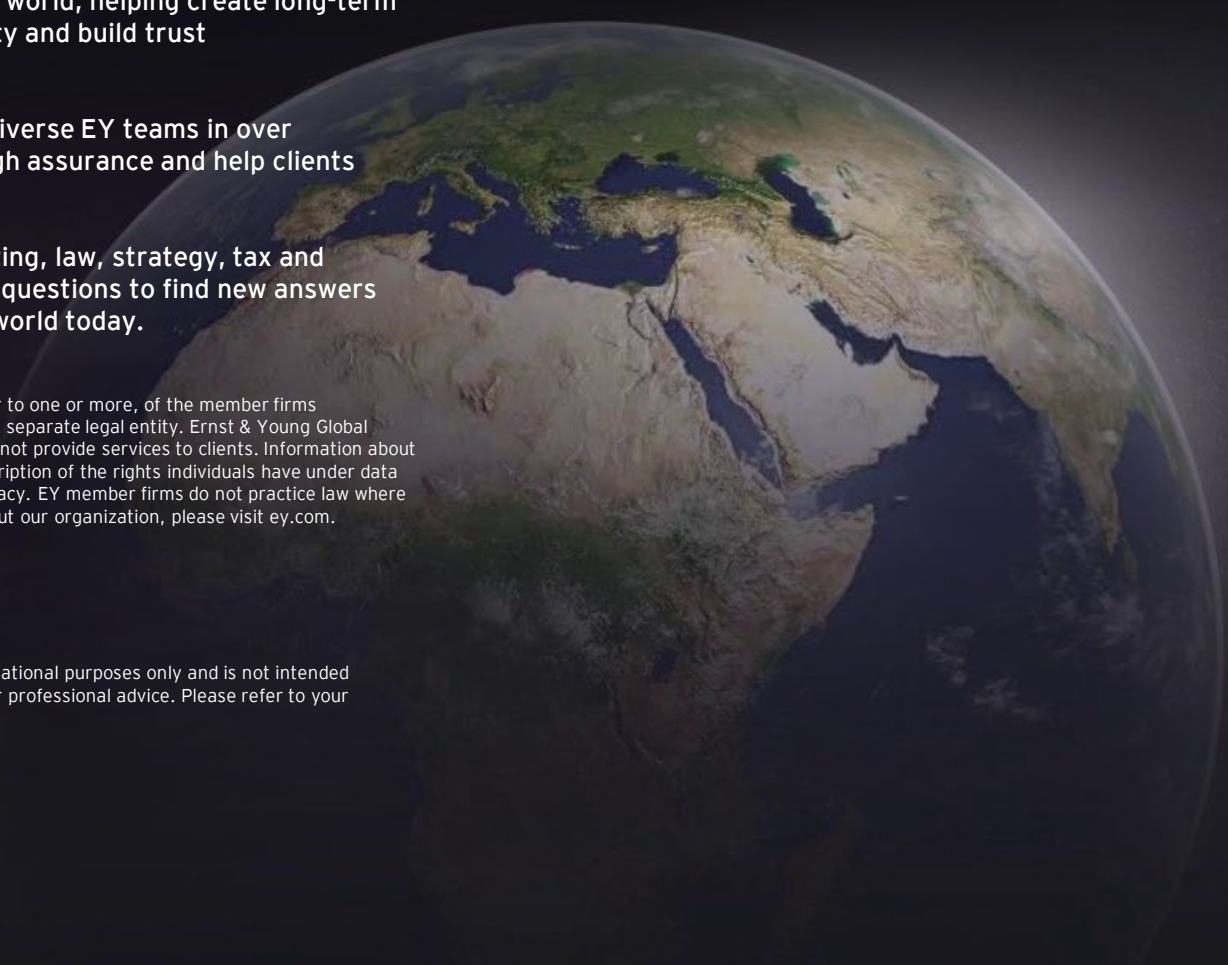 world, helping create long-term
ty and build trust
iverse EY teams in over
gh assurance and help clients
ting, law, strategy, tax and
questions to find new answers
world today.
r to one or more, of the member firms
separate legal entity. Ernst & Young Global
not provide services to clients. Information about
ription of the rights individuals have under data
acy. EY member firms do not practice law where
ut our organization, please visit ey.com.
ational purposes only and is not intended
r professional advice. Please refer to your